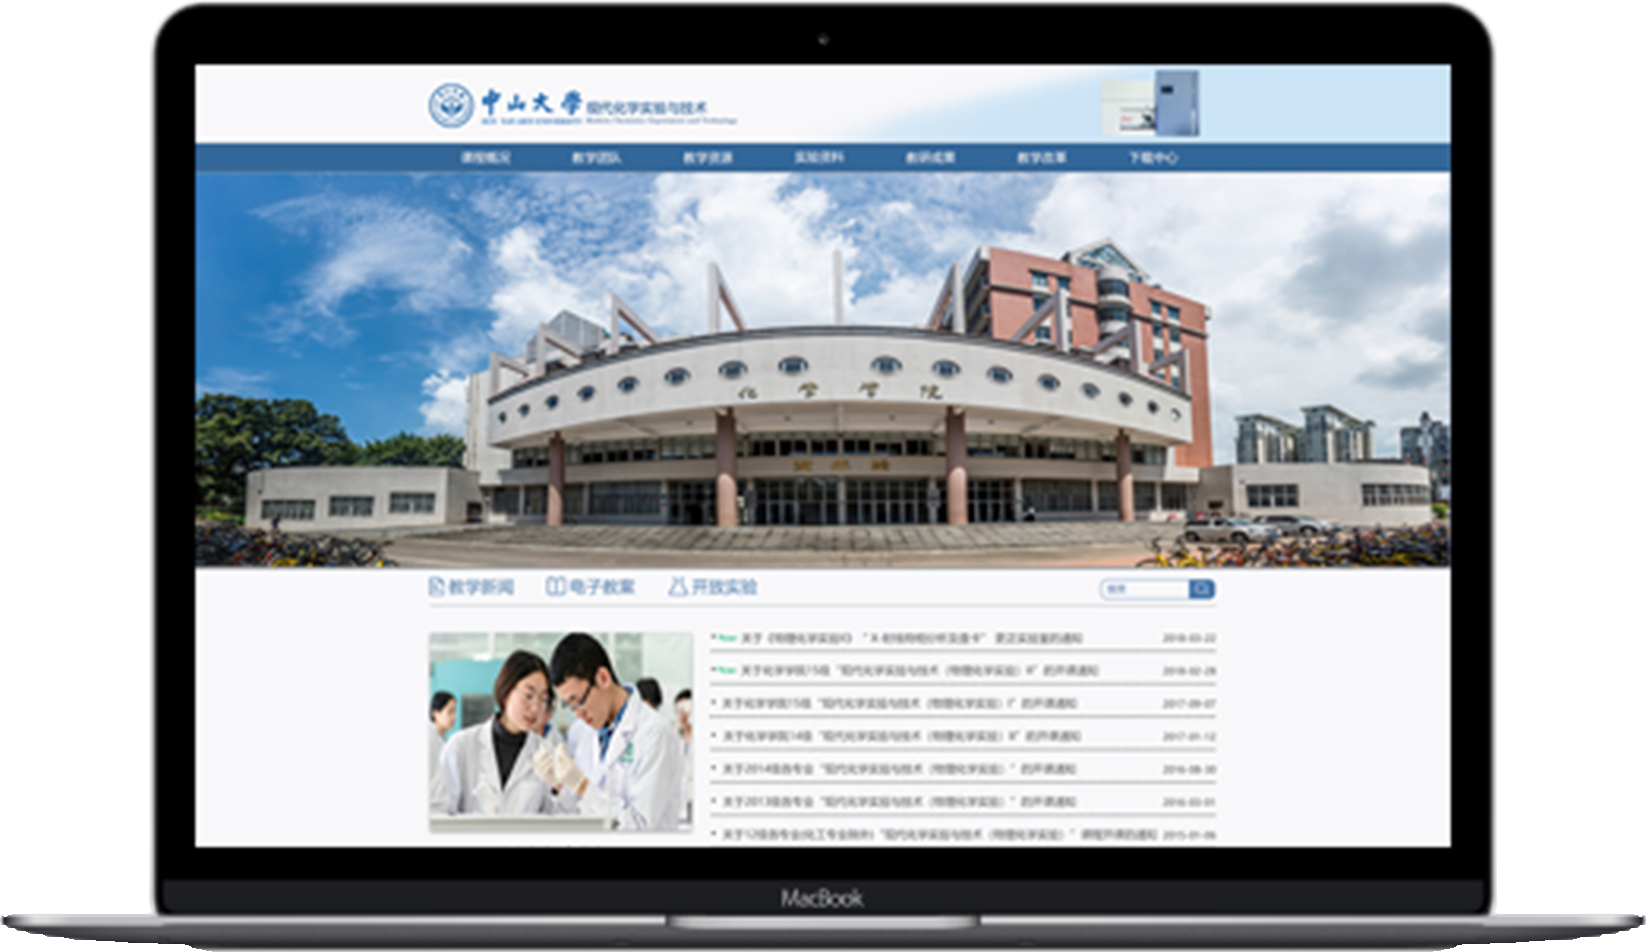 中山大學 现代化学实验与技术
SUN YAT-SEN UNIVERSITY Modern Chemistry Experiment and Technology
课程概况 教学团队 教学资源 实验资料 教研成果 教学改革 下载中心
化学学院
教学新闻 电子教案 开放实验 搜索
New 关于《物理化学实验II》“X-射线物相分析及查卡” 更正实验室的通知 2018-03-22
New 关于化学学院15级“现代化学实验与技术（物理化学实验）II”的开课通知 2018-02-28
关于化学学院15级“现代化学实验与技术（物理化学实验）I”的开课通知 2017-09-07
关于化学学院14级“现代化学实验与技术（物理化学实验）II”的开课通知 2017-01-12
关于2014级各专业“现代化学实验与技术（物理化学实验）”的开课通知 2016-08-30
关于2013级各专业“现代化学实验与技术（物理化学实验）”的开课通知 2016-03-01
关于12级各专业(化工专业除外)“现代化学实验与技术（物理化学实验）”课程开课的通知 2015-01-06
MacBook